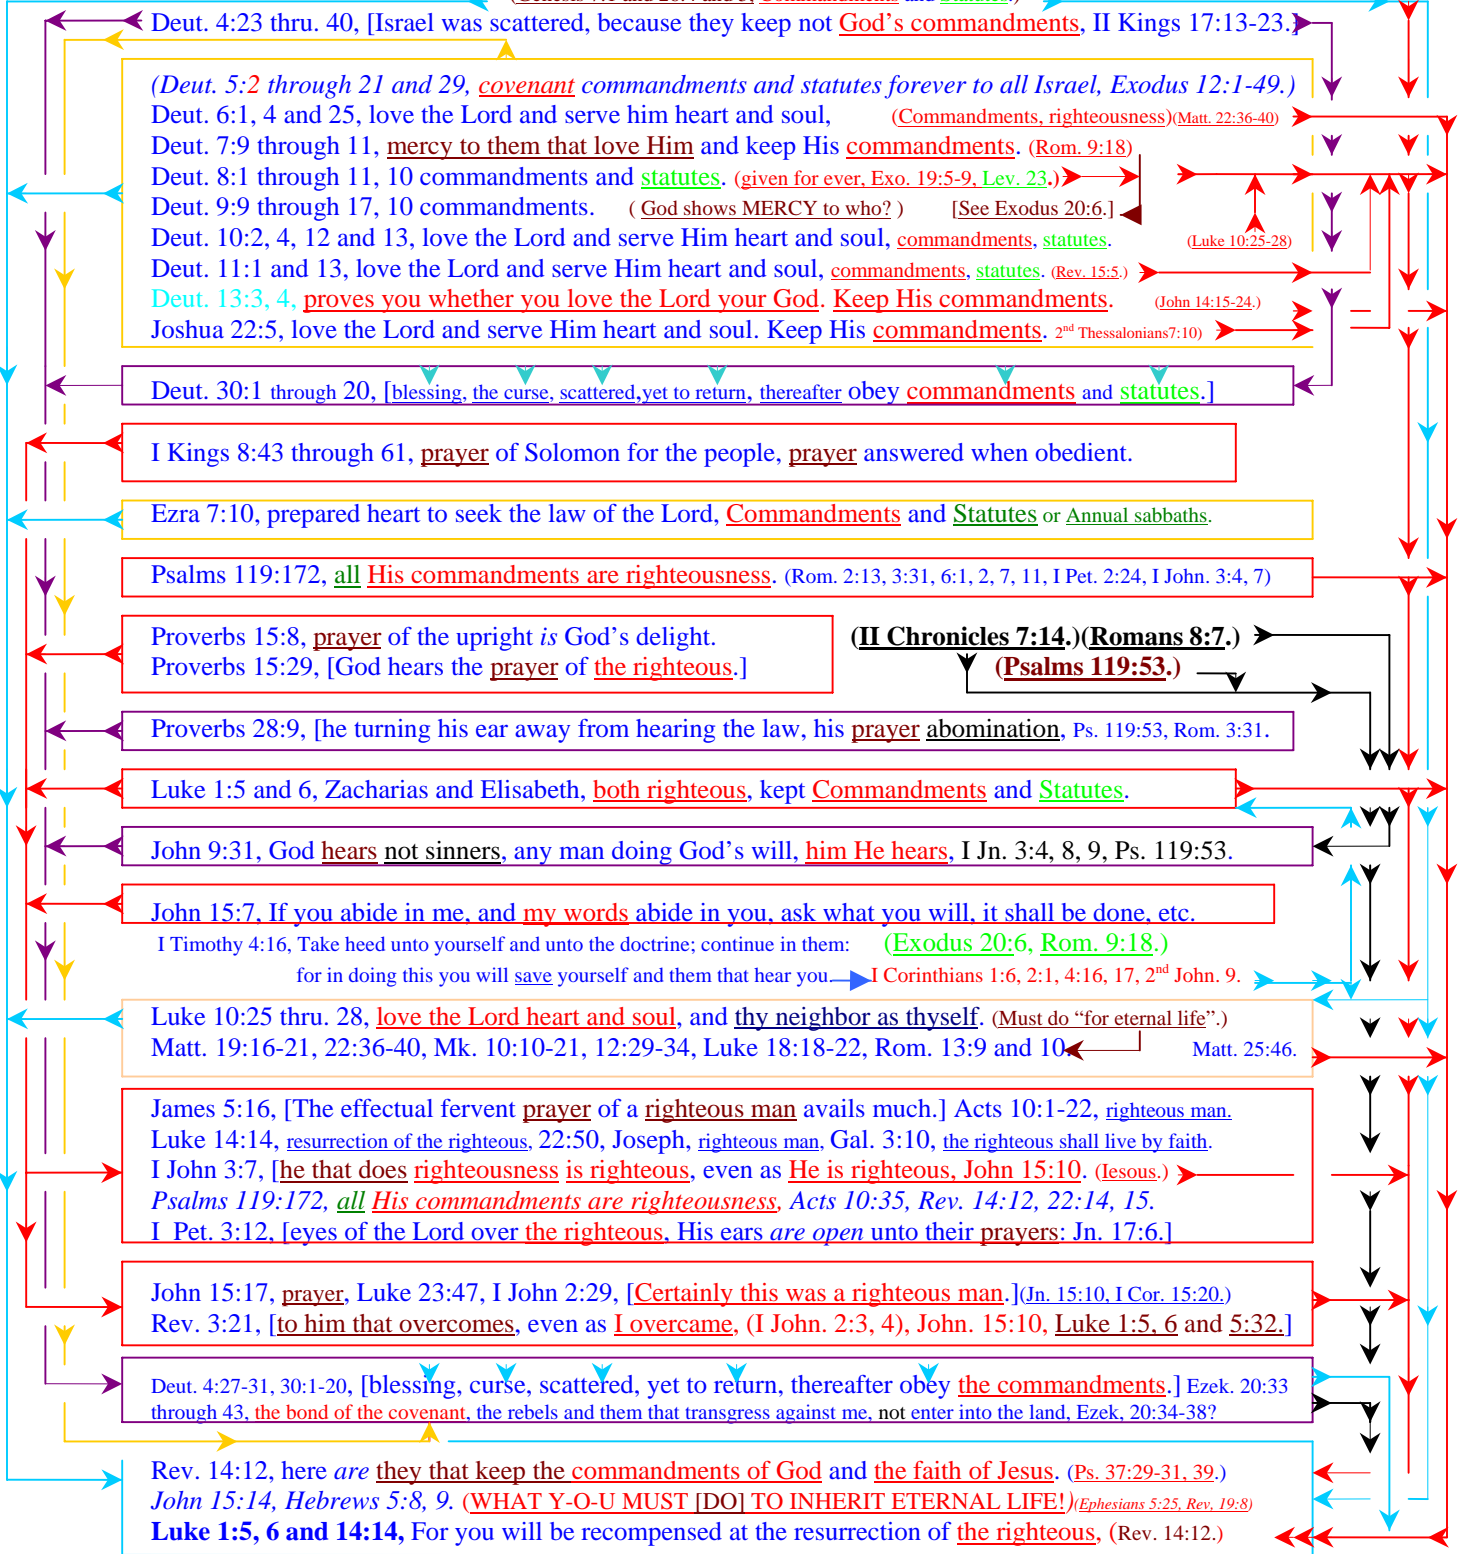 Deut. 4:23 thru. 40, [Israel was scattered, because they keep not God's commandments, II Kings 17:13-23.]
(Deut. 5:2 through 21 and 29, covenant commandments and statutes forever to all Israel, Exodus 12:1-49.)
Deut. 6:1, 4 and 25, love the Lord and serve him heart and soul, (Commandments, righteousness)(Matt. 22:36-40)
Deut. 7:9 through 11, mercy to them that love Him and keep His commandments. (Rom. 9:18)
Deut. 8:1 through 11, 10 commandments and statutes. (given for ever, Exo. 19:5-9, Lev. 23.)
Deut. 9:9 through 17, 10 commandments. ( God shows MERCY to who? ) [See Exodus 20:6.]
Deut. 10:2, 4, 12 and 13, love the Lord and serve Him heart and soul, commandments, statutes. (Luke 10:25-28)
Deut. 11:1 and 13, love the Lord and serve Him heart and soul, commandments, statutes. (Rev. 15:5.)
Deut. 13:3, 4, proves you whether you love the Lord your God. Keep His commandments. (John 14:15-24.)
Joshua 22:5, love the Lord and serve Him heart and soul. Keep His commandments. 2nd Thessalonians7:10)
Deut. 30:1 through 20, [blessing, the curse, scattered,yet to return, thereafter obey commandments and statutes.]
I Kings 8:43 through 61, prayer of Solomon for the people, prayer answered when obedient.
Ezra 7:10, prepared heart to seek the law of the Lord, Commandments and Statutes or Annual sabbaths.
Psalms 119:172, all His commandments are righteousness. (Rom. 2:13, 3:31, 6:1, 2, 7, 11, I Pet. 2:24, I John. 3:4, 7)
Proverbs 15:8, prayer of the upright is God's delight. (II Chronicles 7:14.)(Romans 8:7.)
Proverbs 15:29, [God hears the prayer of the righteous.] (Psalms 119:53.)
Proverbs 28:9, [he turning his ear away from hearing the law, his prayer abomination, Ps. 119:53, Rom. 3:31.
Luke 1:5 and 6, Zacharias and Elisabeth, both righteous, kept Commandments and Statutes.
John 9:31, God hears not sinners, any man doing God's will, him He hears, I Jn. 3:4, 8, 9, Ps. 119:53.
John 15:7, If you abide in me, and my words abide in you, ask what you will, it shall be done, etc.
I Timothy 4:16, Take heed unto yourself and unto the doctrine; continue in them: (Exodus 20:6, Rom. 9:18.)
for in doing this you will save yourself and them that hear you. I Corinthians 1:6, 2:1, 4:16, 17, 2nd John. 9.
Luke 10:25 thru. 28, love the Lord heart and soul, and thy neighbor as thyself. (Must do "for eternal life".)
Matt. 19:16-21, 22:36-40, Mk. 10:10-21, 12:29-34, Luke 18:18-22, Rom. 13:9 and 10. Matt. 25:46.
James 5:16, [The effectual fervent prayer of a righteous man avails much.] Acts 10:1-22, righteous man.
Luke 14:14, resurrection of the righteous, 22:50, Joseph, righteous man, Gal. 3:10, the righteous shall live by faith.
I John 3:7, [he that does righteousness is righteous, even as He is righteous, John 15:10. (Iesous.)
Psalms 119:172, all His commandments are righteousness, Acts 10:35, Rev. 14:12, 22:14, 15.
I Pet. 3:12, [eyes of the Lord over the righteous, His ears are open unto their prayers: Jn. 17:6.]
John 15:17, prayer, Luke 23:47, I John 2:29, [Certainly this was a righteous man.](Jn. 15:10, I Cor. 15:20.)
Rev. 3:21, [to him that overcomes, even as I overcame, (I John. 2:3, 4), John. 15:10, Luke 1:5, 6 and 5:32.]
Deut. 4:27-31, 30:1-20, [blessing, curse, scattered, yet to return, thereafter obey the commandments.] Ezek. 20:33
through 43, the bond of the covenant, the rebels and them that transgress against me, not enter into the land, Ezek, 20:34-38?
Rev. 14:12, here are they that keep the commandments of God and the faith of Jesus. (Ps. 37:29-31, 39.)
John 15:14, Hebrews 5:8, 9. (WHAT Y-O-U MUST [DO] TO INHERIT ETERNAL LIFE!)(Ephesians 5:25, Rev, 19:8)
Luke 1:5, 6 and 14:14, For you will be recompensed at the resurrection of the righteous, (Rev. 14:12.)